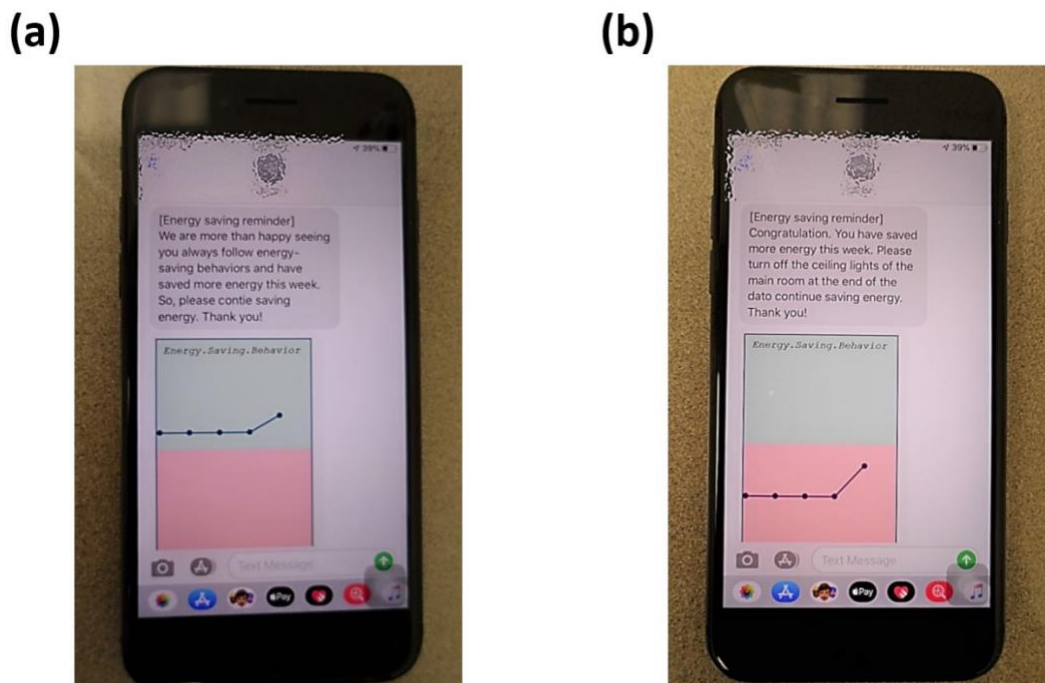 (a)
39%
[Energy saving reminder]
We are more than happy seeing
you always follow energy-
saving behaviors and have
saved more energy this week.
So, please contie saving
energy. Thank you!
Energy.Saving.Behavior
Text Message
Pay
(b)
39%
[Energy saving reminder]
Congratulation. You have saved
more energy this week. Please
turn off the ceiling lights of the
main room at the end of the
dato continue saving energy.
Thank you!
Energy.Saving.Behavior
Text Message
Pay